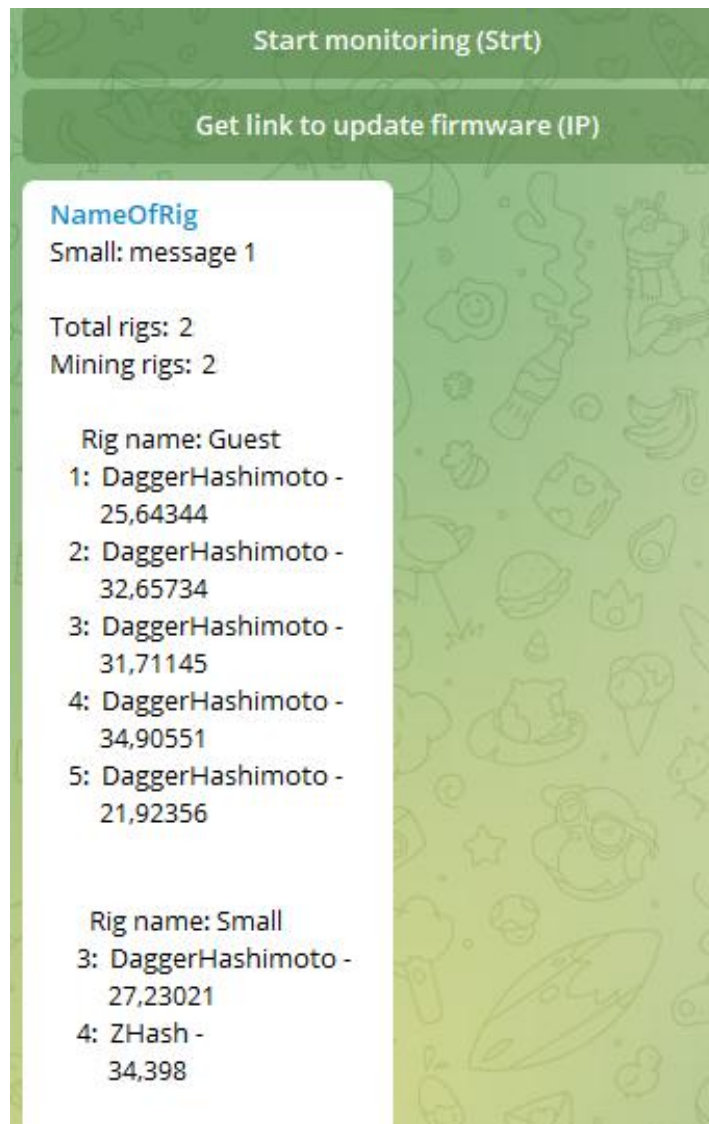 Start monitoring (Strt)
Get link to update firmware (IP)
NameOfRig
Small: message 1
Total rigs: 2
Mining rigs: 2
Rig name: Guest
1: DaggerHashimoto -
25,64344
2: DaggerHashimoto -
32,65734
3: DaggerHashimoto -
31,71145
4: DaggerHashimoto -
34,90551
5: DaggerHashimoto -
21,92356
Rig name: Small
3: DaggerHashimoto -
27,23021
4: ZHash -
34,398